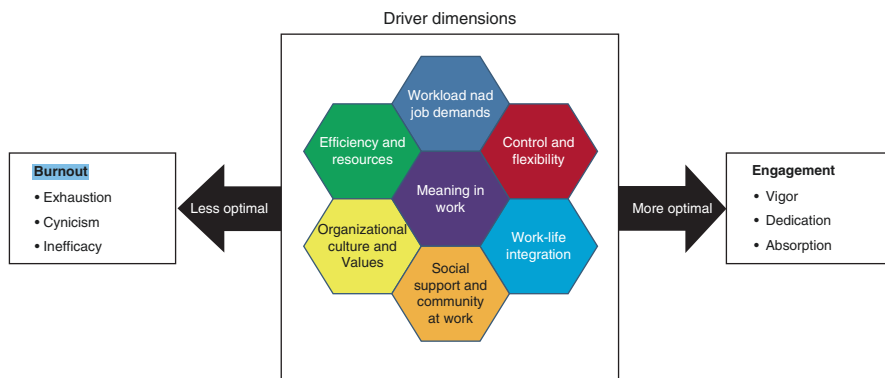 Driver dimensions
Workload nad
job demands
Efficiency and
resources
Control and
flexibility
Meaning in
work
Organizational
culture and
Values
Work-life
integration
Social
support and
community
at work
Burnout
• Exhaustion
• Cynicism
• Inefficacy
Less optimal
More optimal
Engagement
• Vigor
• Dedication
• Absorption